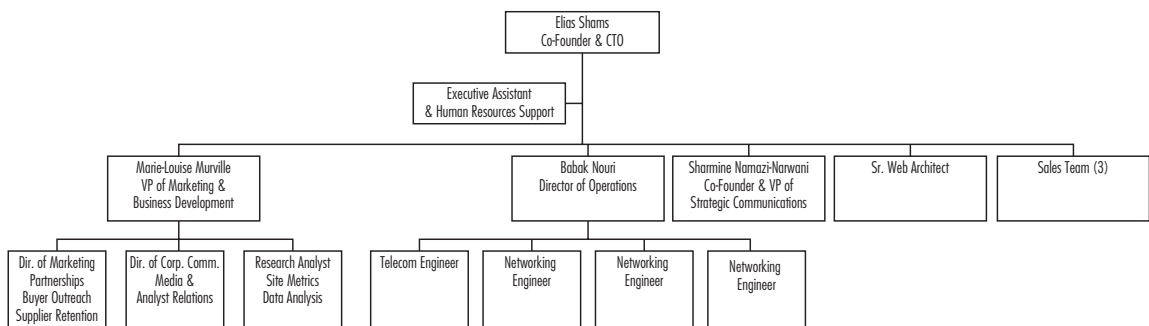 Elias Shams
Co-Founder & CTO
Executive Assistant
& Human Resources Support
Marie-Louise Murville
VP of Marketing &
Business Development
Babak Nouri
Director of Operations
Sharmine Namazi-Narwani
Co-Founder & VP of
Strategic Communications
Sr. Web Architect
Sales Team (3)
Dir. of Marketing
Partnerships
Buyer Outreach
Supplier Retention
Dir. of Corp. Comm.
Media &
Analyst Relations
Research Analyst
Site Metrics
Data Analysis
Telecom Engineer
Networking
Engineer
Networking
Engineer
Networking
Engineer